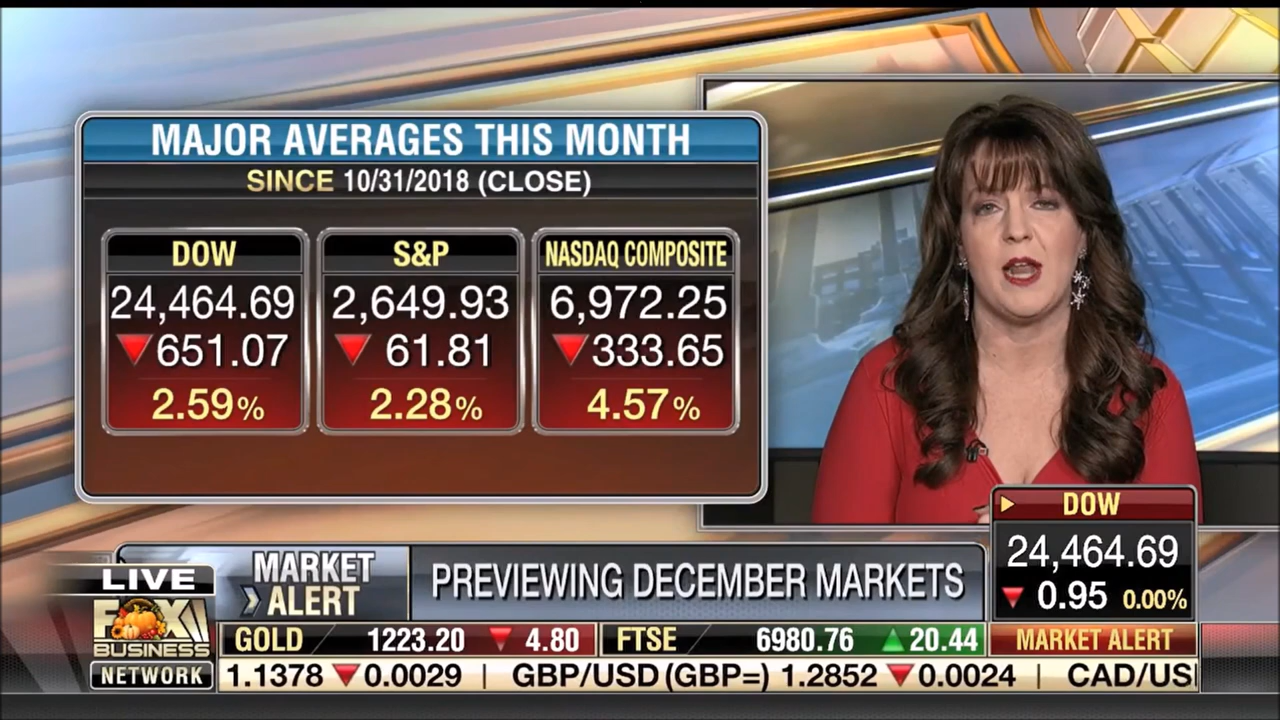 MAJOR AVERAGES THIS MONTH
SINCE 10/31/2018 (CLOSE)
DOW
24,464.69
▼651.07
2.59%
S&P
2,649.93
▼ 61.81
2.28%
NASDAQ COMPOSITE
6,972.25
▼333.65
4.57%
DOW
24,464.69
▼ 0.95 0.00%
MARKET ALERT
LIVE
FOX
BUSINESS
NETWORK
MARKET
ALERT
PREVIEWING DECEMBER MARKETS
GOLD 1223.20 ▼ 4.80 FTSE 6980.76 ▲ 20.44
1.1378 ▼0.0029 | GBP/USD (GBP=) 1.2852 ▼0.0024 | CAD/US